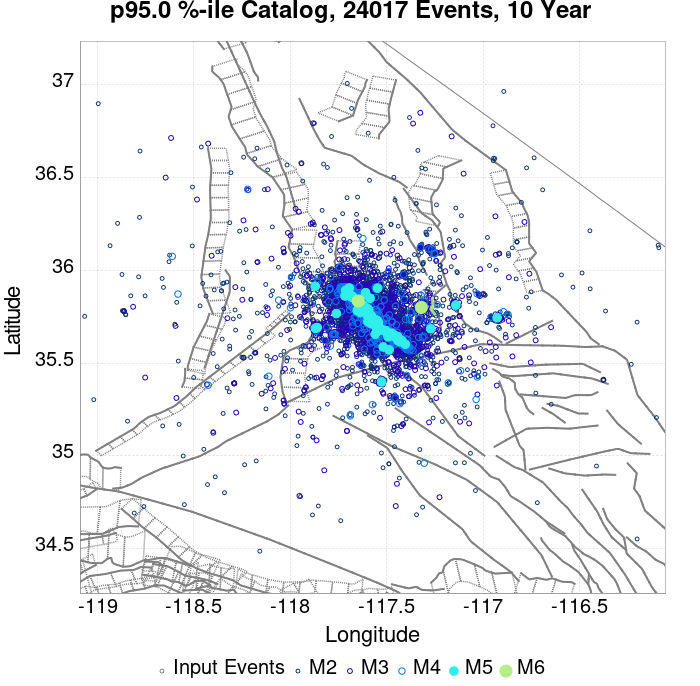 p95.0 %-ile Catalog, 24017 Events, 10 Year
Latitude
37
36.5
36
35.5
35
34.5
-119 -118.5 -118 -117.5 -117 -116.5
Longitude
Input Events M2 M3 M4 M5 M6